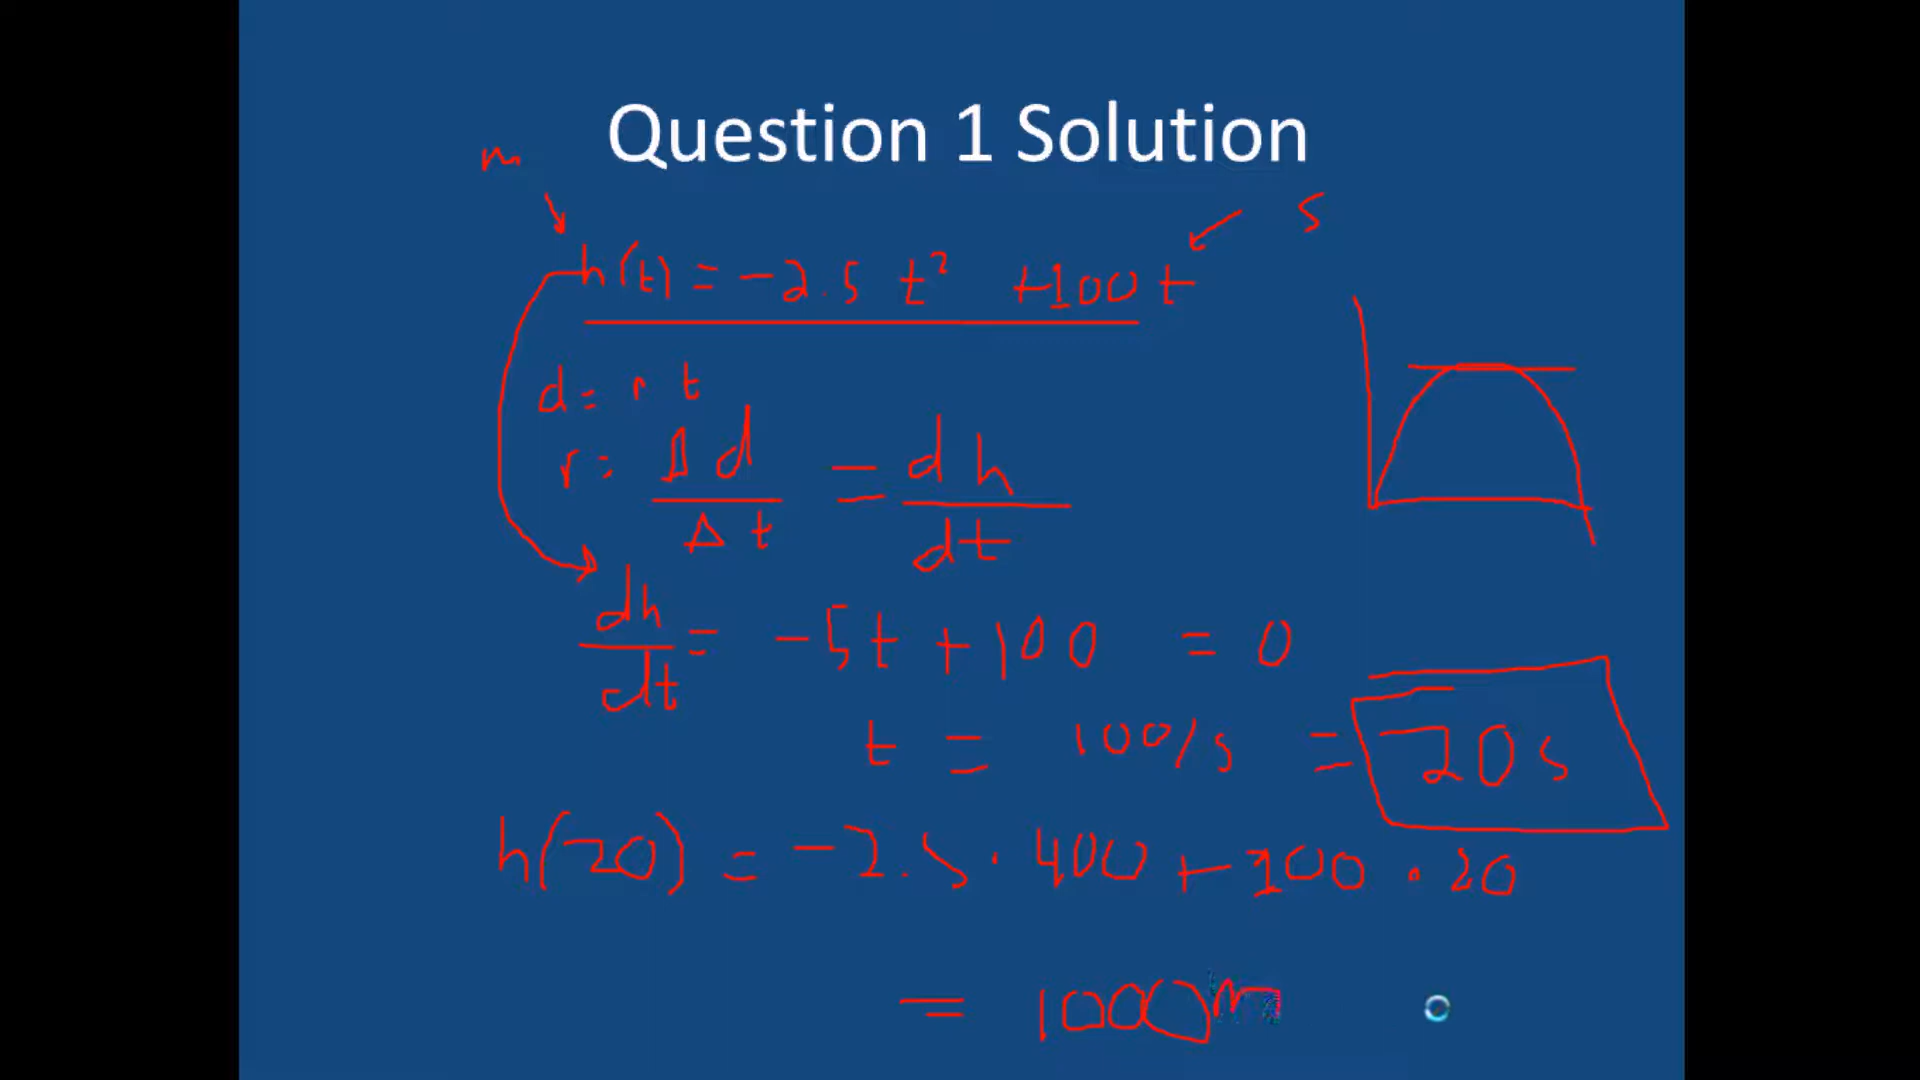 Question 1 Solution
m
s
h(t) = -2.5 t² +100 t
d = r t
r = Δd/Δt = dh/dt
dh/dt = -5t + 100 = 0
t = 100/5 = 20s
h(20) = -2.5 · 400 + 100 · 20
= 1000m